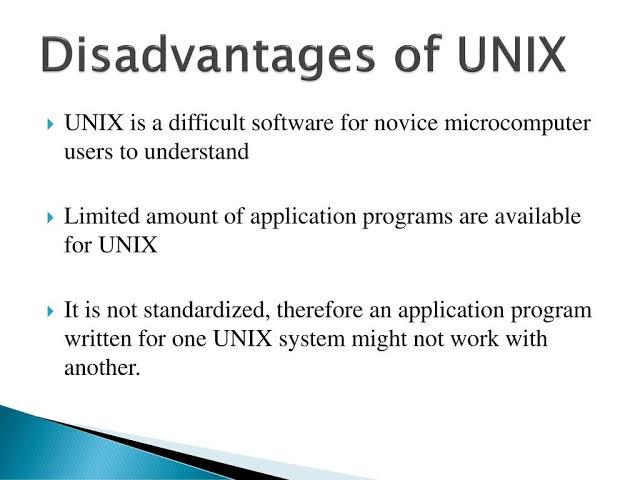 Disadvantages of UNIX
UNIX is a difficult software for novice microcomputer
users to understand
Limited amount of application programs are available
for UNIX
It is not standardized, therefore an application program
written for one UNIX system might not work with
another.